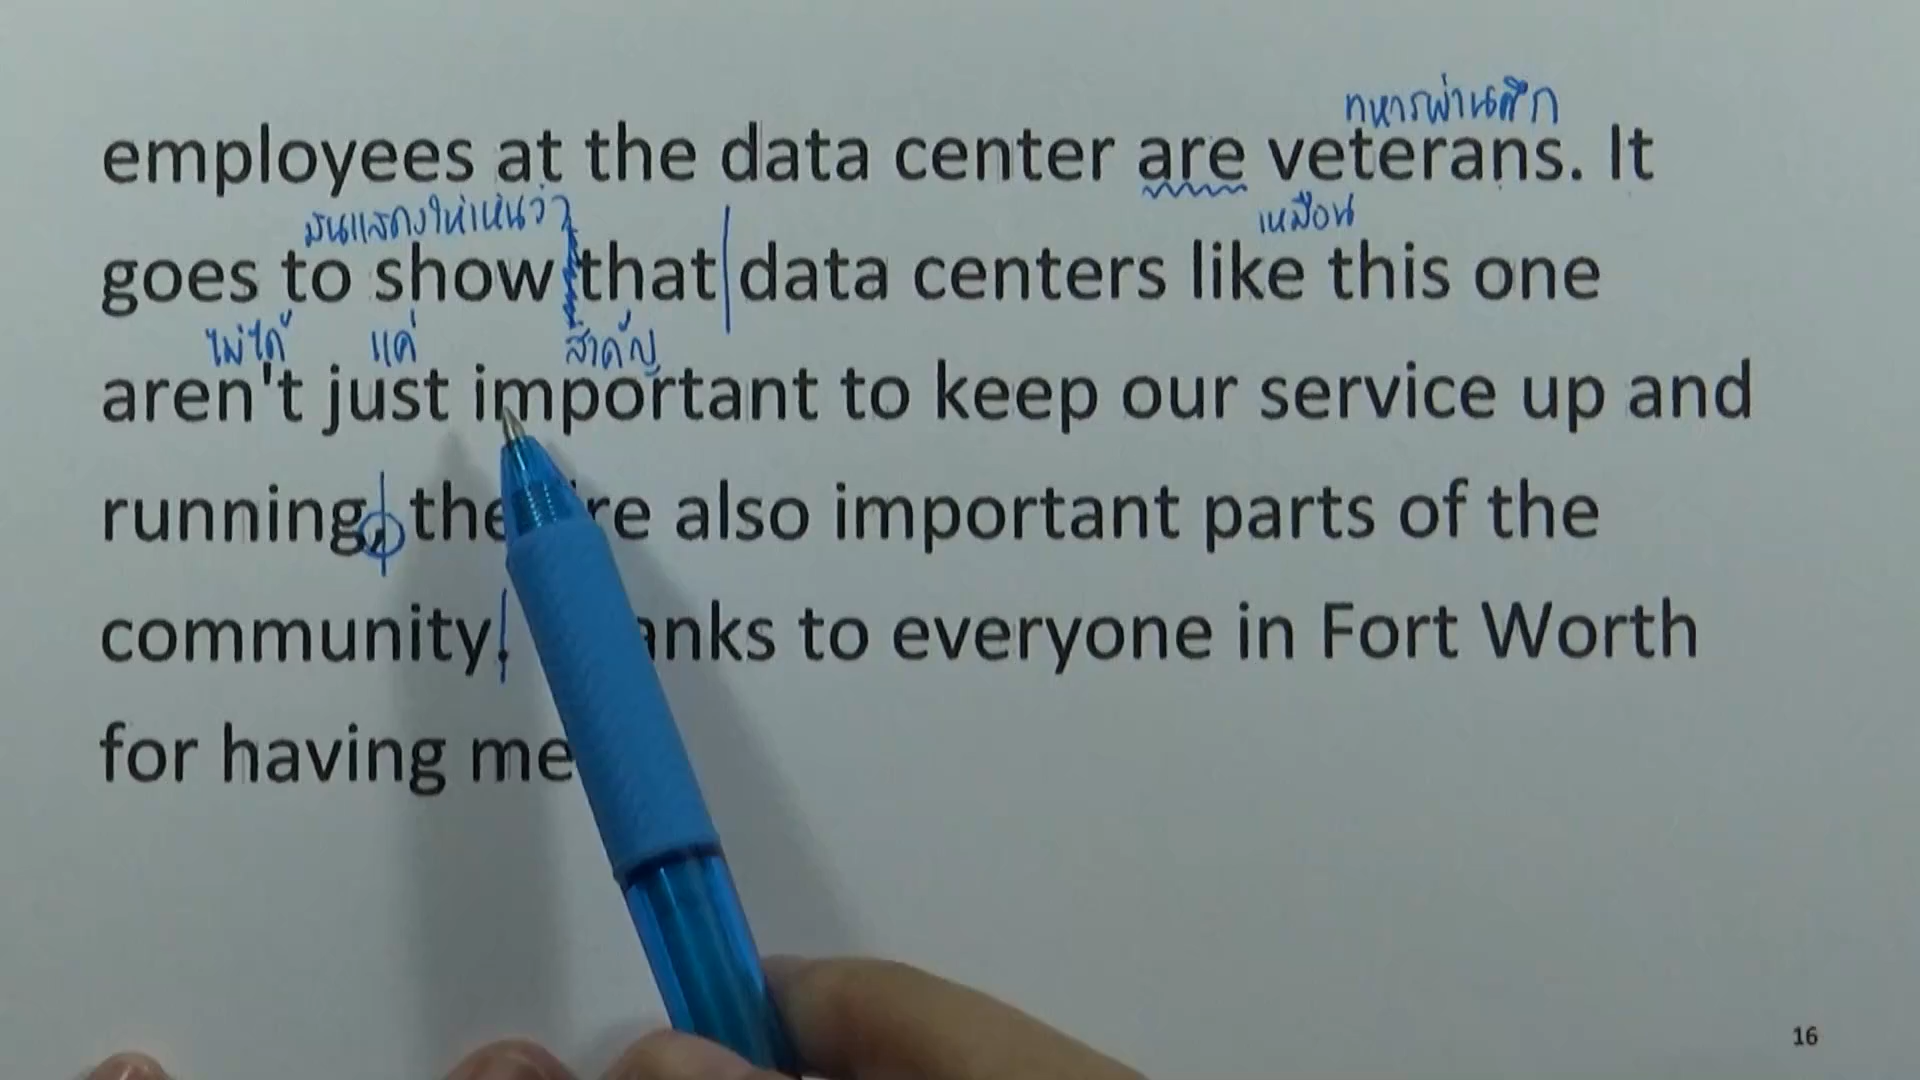 ทหารผ่านศึก
employees at the data center are veterans. It
มันแสดงให้เห็นว่า เหมือน
goes to show that data centers like this one
ไม่ได้ แค่ สำคัญ
aren't just important to keep our service up and
running, also important parts of the
community. to everyone in Fort Worth
for having me
16